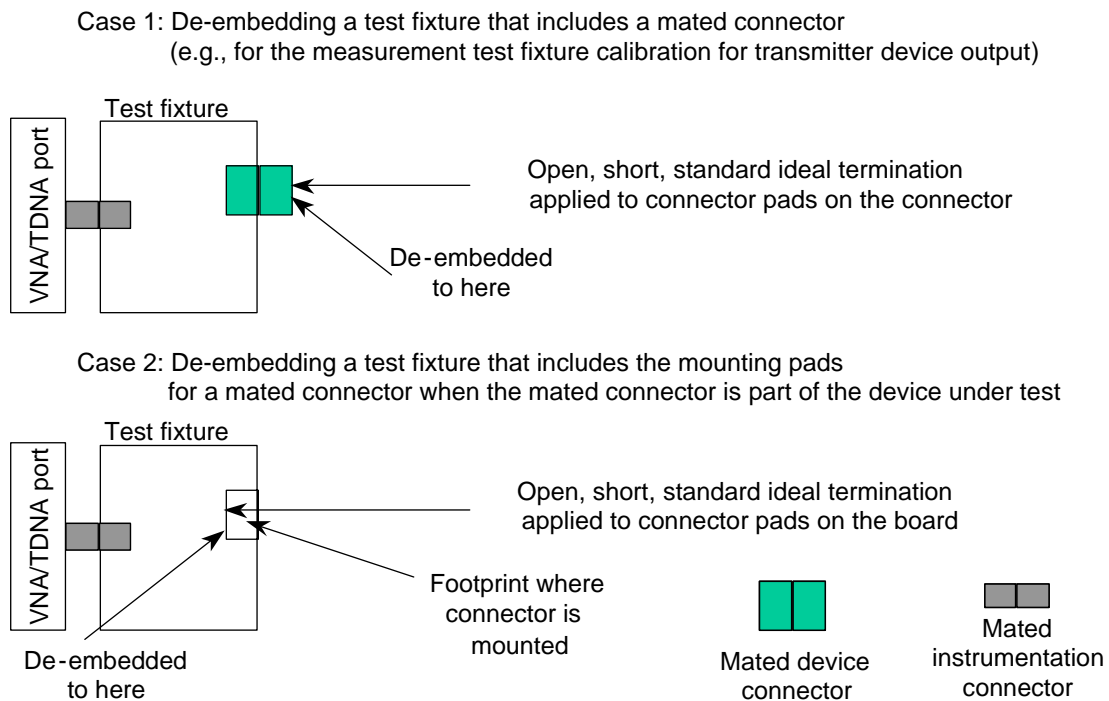 Case 1: De-embedding a test fixture that includes a mated connector
(e.g., for the measurement test fixture calibration for transmitter device output)
Test fixture
VNA/TDNA port
Open, short, standard ideal termination
applied to connector pads on the connector
De-embedded
to here
Case 2: De-embedding a test fixture that includes the mounting pads
for a mated connector when the mated connector is part of the device under test
Test fixture
VNA/TDNA port
Open, short, standard ideal termination
applied to connector pads on the board
Footprint where
connector is
mounted
De-embedded
to here
Mated device
connector
Mated
instrumentation
connector